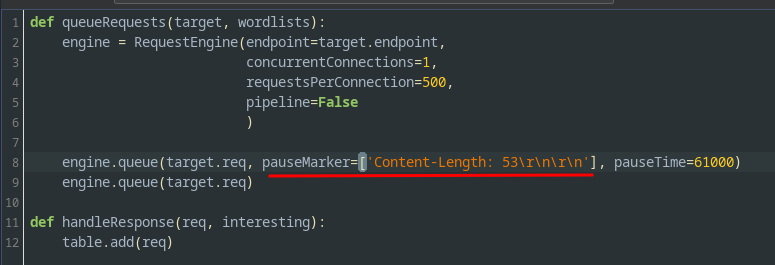 1 def queueRequests(target, wordlists):
2     engine = RequestEngine(endpoint=target.endpoint,
3                            concurrentConnections=1,
4                            requestsPerConnection=500,
5                            pipeline=False
6                            )
7
8     engine.queue(target.req, pauseMarker=['Content-Length: 53\r\n\r\n'], pauseTime=61000)
9     engine.queue(target.req)
10
11 def handleResponse(req, interesting):
12     table.add(req)